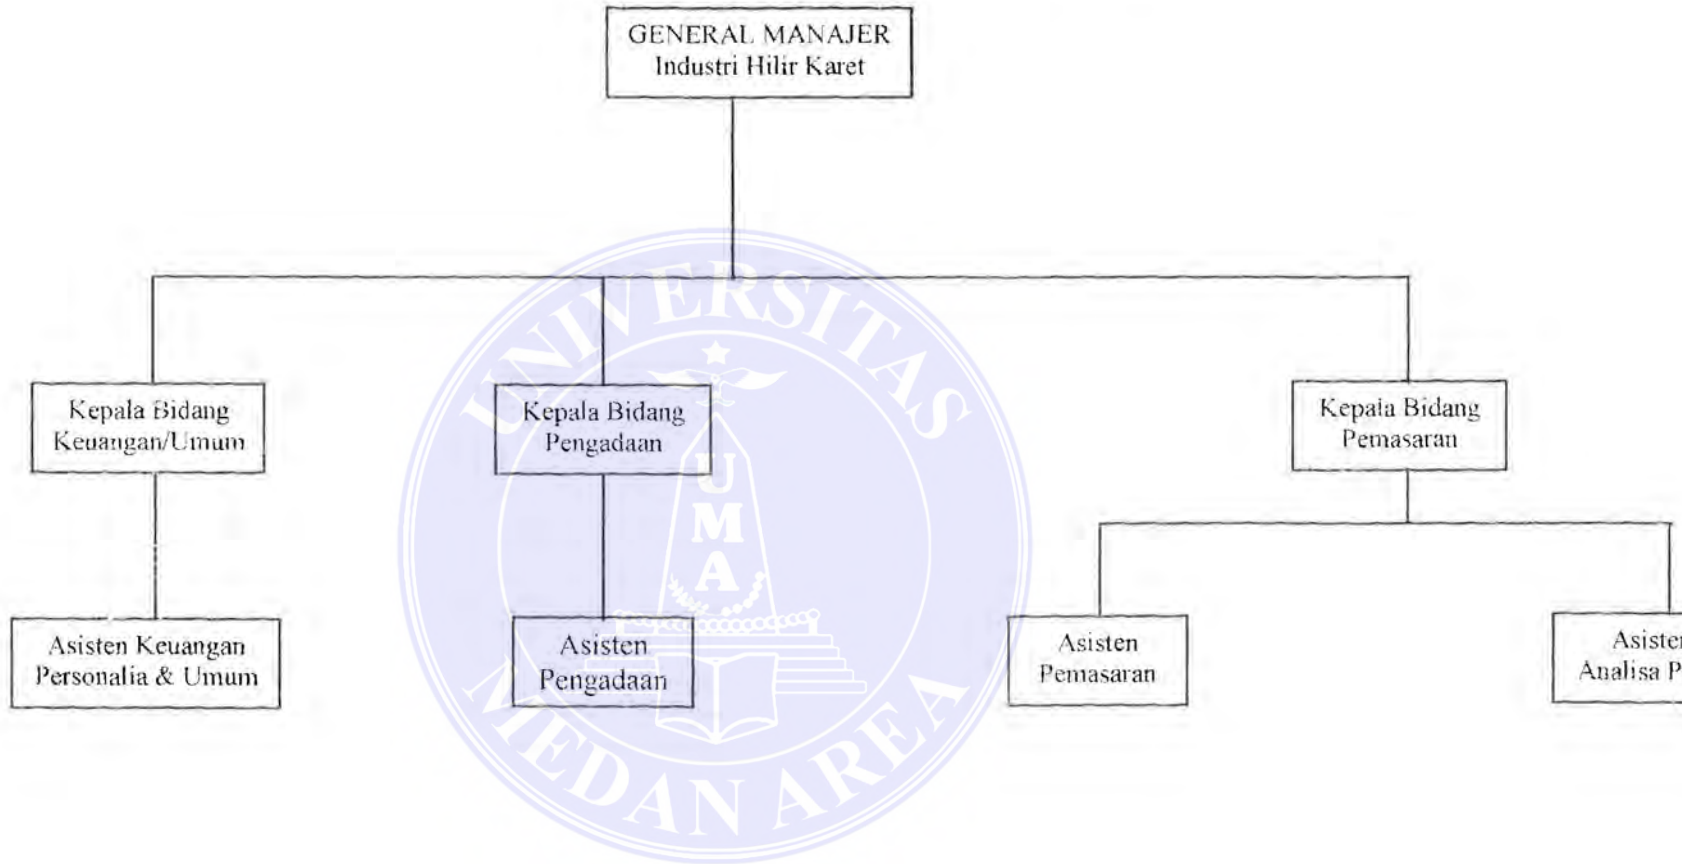 GENERAL MANAJER
Industri Hilir Karet
Kepala Bidang
Keuangan/Umum
Kepala Bidang
Pengadaan
Kepala Bidang
Pemasaran
Asisten Keuangan
Personalia & Umum
Asisten
Pengadaan
Asisten
Pemasaran
Analisa
UNIVERSITAS
UMA
MEDAN AREA